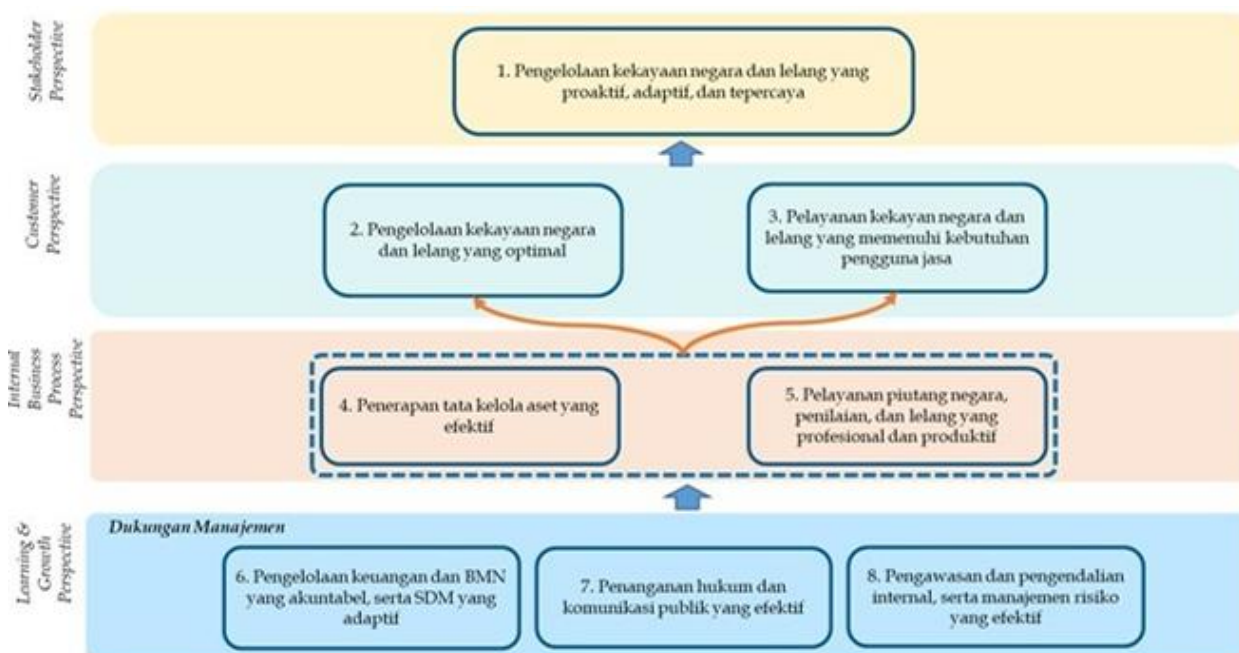 Stakeholder
Perspective
1. Pengelolaan kekayaan negara dan lelang yang
proaktif, adaptif, dan tepercaya
Customer
Perspective
2. Pengelolaan kekayaan negara
dan lelang yang optimal
3. Pelayanan kekayan negara dan
lelang yang memenuhi kebutuhan
pengguna jasa
Internal
Business
Process
Perspective
4. Penerapan tata kelola aset yang
efektif
5. Pelayanan piutang negara,
penilaian, dan lelang yang
profesional dan produktif
Learning &
Growth
Perspective
Dukungan Manajemen
6. Pengelolaan keuangan dan BMN
yang akuntabel, serta SDM yang
adaptif
7. Penanganan hukum dan
komunikasi publik yang efektif
8. Pengawasan dan pengendalian
internal, serta manajemen risiko
yang efektif